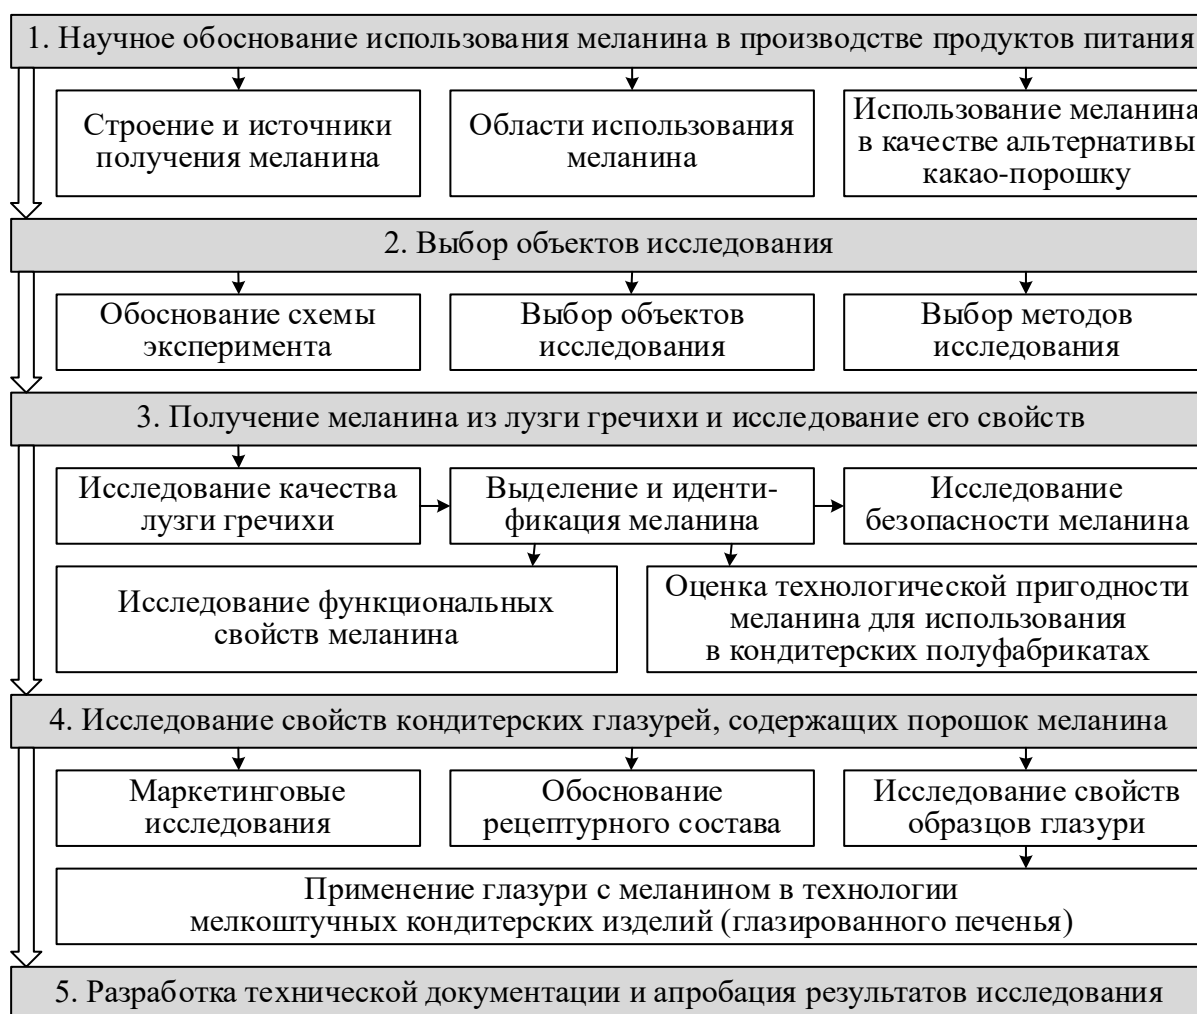 1. Научное обоснование использования меланина в производстве продуктов питания
Строение и источники
получения меланина
Области использования
меланина
Использование меланина
в качестве альтернативы
какао-порошку
2. Выбор объектов исследования
Обоснование схемы
эксперимента
Выбор объектов
исследования
Выбор методов
исследования
3. Получение меланина из лузги гречихи и исследование его свойств
Исследование качества
лузги гречихи
Выделение и иденти-
фикация меланина
Исследование
безопасности меланина
Исследование функциональных
свойств меланина
Оценка технологической пригодности
меланина для использования
в кондитерских полуфабрикатах
4. Исследование свойств кондитерских глазурей, содержащих порошок меланина
Маркетинговые
исследования
Обоснование
рецептурного состава
Исследование свойств
образцов глазури
Применение глазури с меланином в технологии
мелкоштучных кондитерских изделий (глазированного печенья)
5. Разработка технической документации и апробация результатов исследования